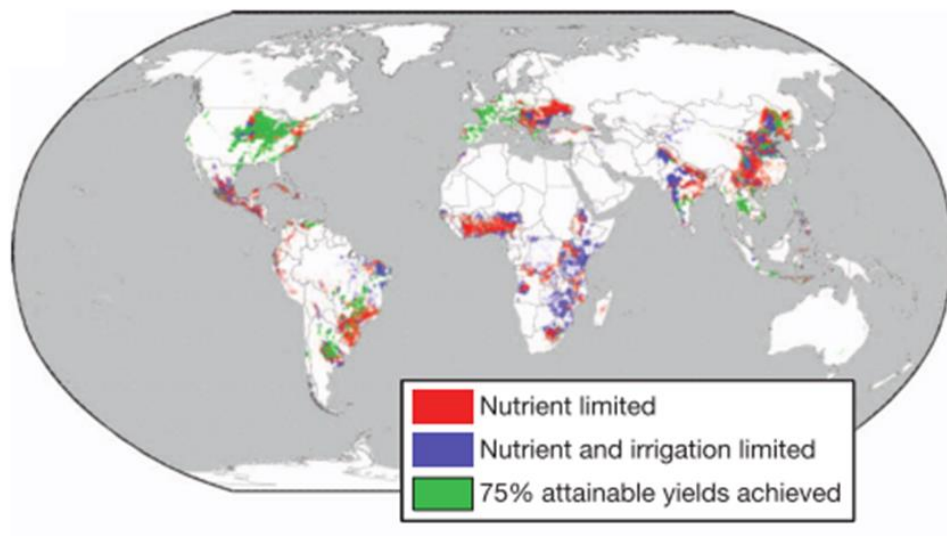 Nutrient limited
Nutrient and irrigation limited
75% attainable yields achieved